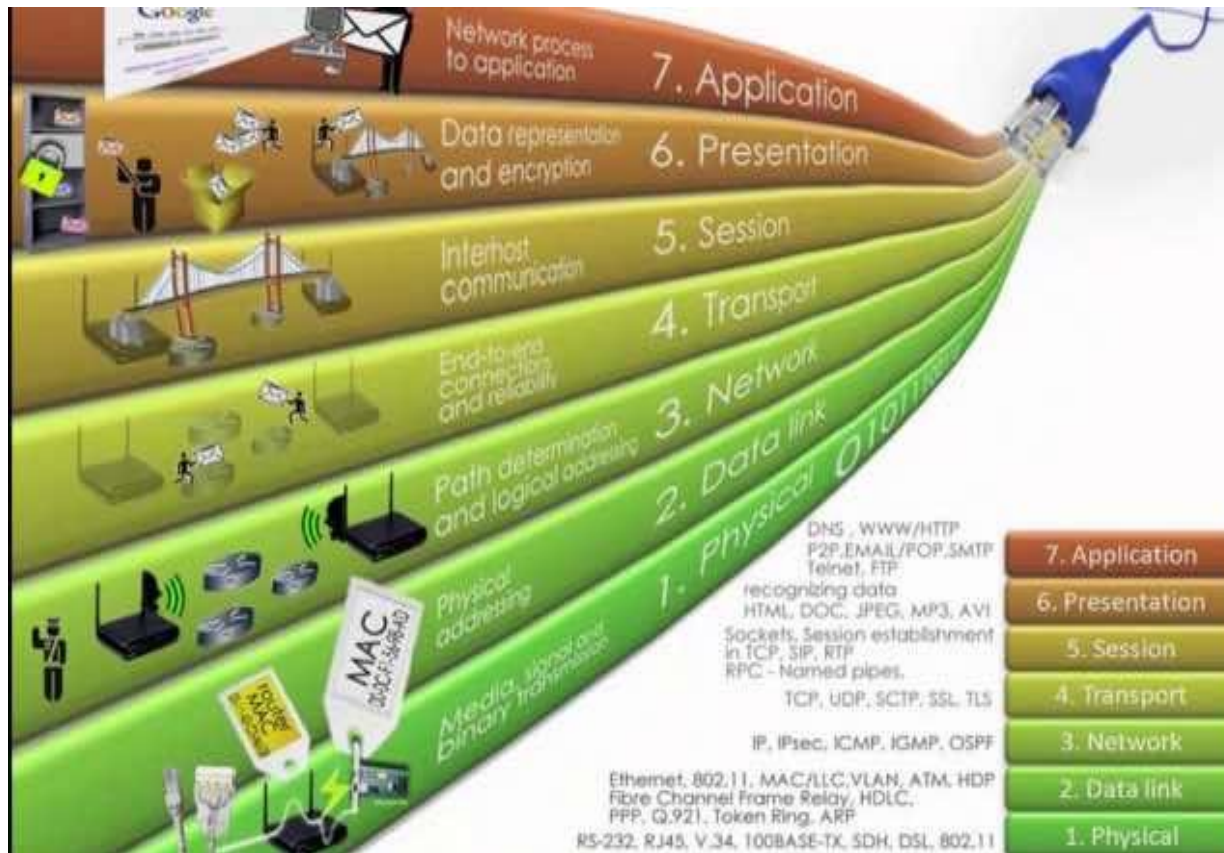 Google
Network process
to application
7. Application
Data representation
and encryption
6. Presentation
Interhost
communication
5. Session
End-to-end
connections
and reliability
4. Transport
Path determination
and logical addressing
3. Network
Physical
addressing
2. Data link
Media, signal and
binary transmission
1. Physical
router
MAC
MAC
DNS , WWW/HTTP
P2P,EMAIL/POP,SMTP
Telnet, FTP
7. Application
recognizing data
HTML, DOC, JPEG, MP3, AVI
6. Presentation
Sockets, Session establishment
in TCP, SIP, RTP
RPC - Named pipes,
5. Session
TCP, UDP, SCTP, SSL, TLS
4. Transport
IP, IPsec, ICMP, IGMP, OSPF
3. Network
Ethernet, 802.11, MAC/LLC,VLAN, ATM, HDP
Fibre Channel Frame Relay, HDLC,
PPP, Q.921, Token Ring, ARP
2. Data link
RS-232, RJ45, V.34, 100BASE-TX, SDH, DSL, 802.11
1. Physical